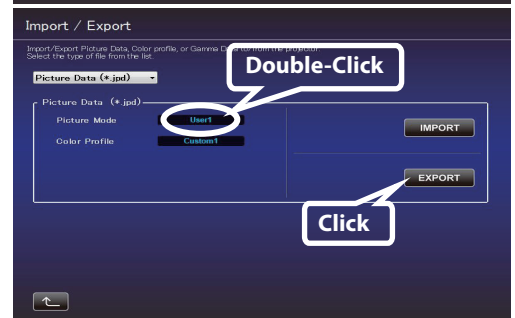 Import / Export
Import/Export Picture Data, Color profile, or Gamma D to/from the projector.
Select the type of file from the list.
Double-Click
Picture Data (*.jpd)
Picture Data (*.jpd)
Picture Mode
User1
IMPORT
Color Profile
Custom1
EXPORT
Click